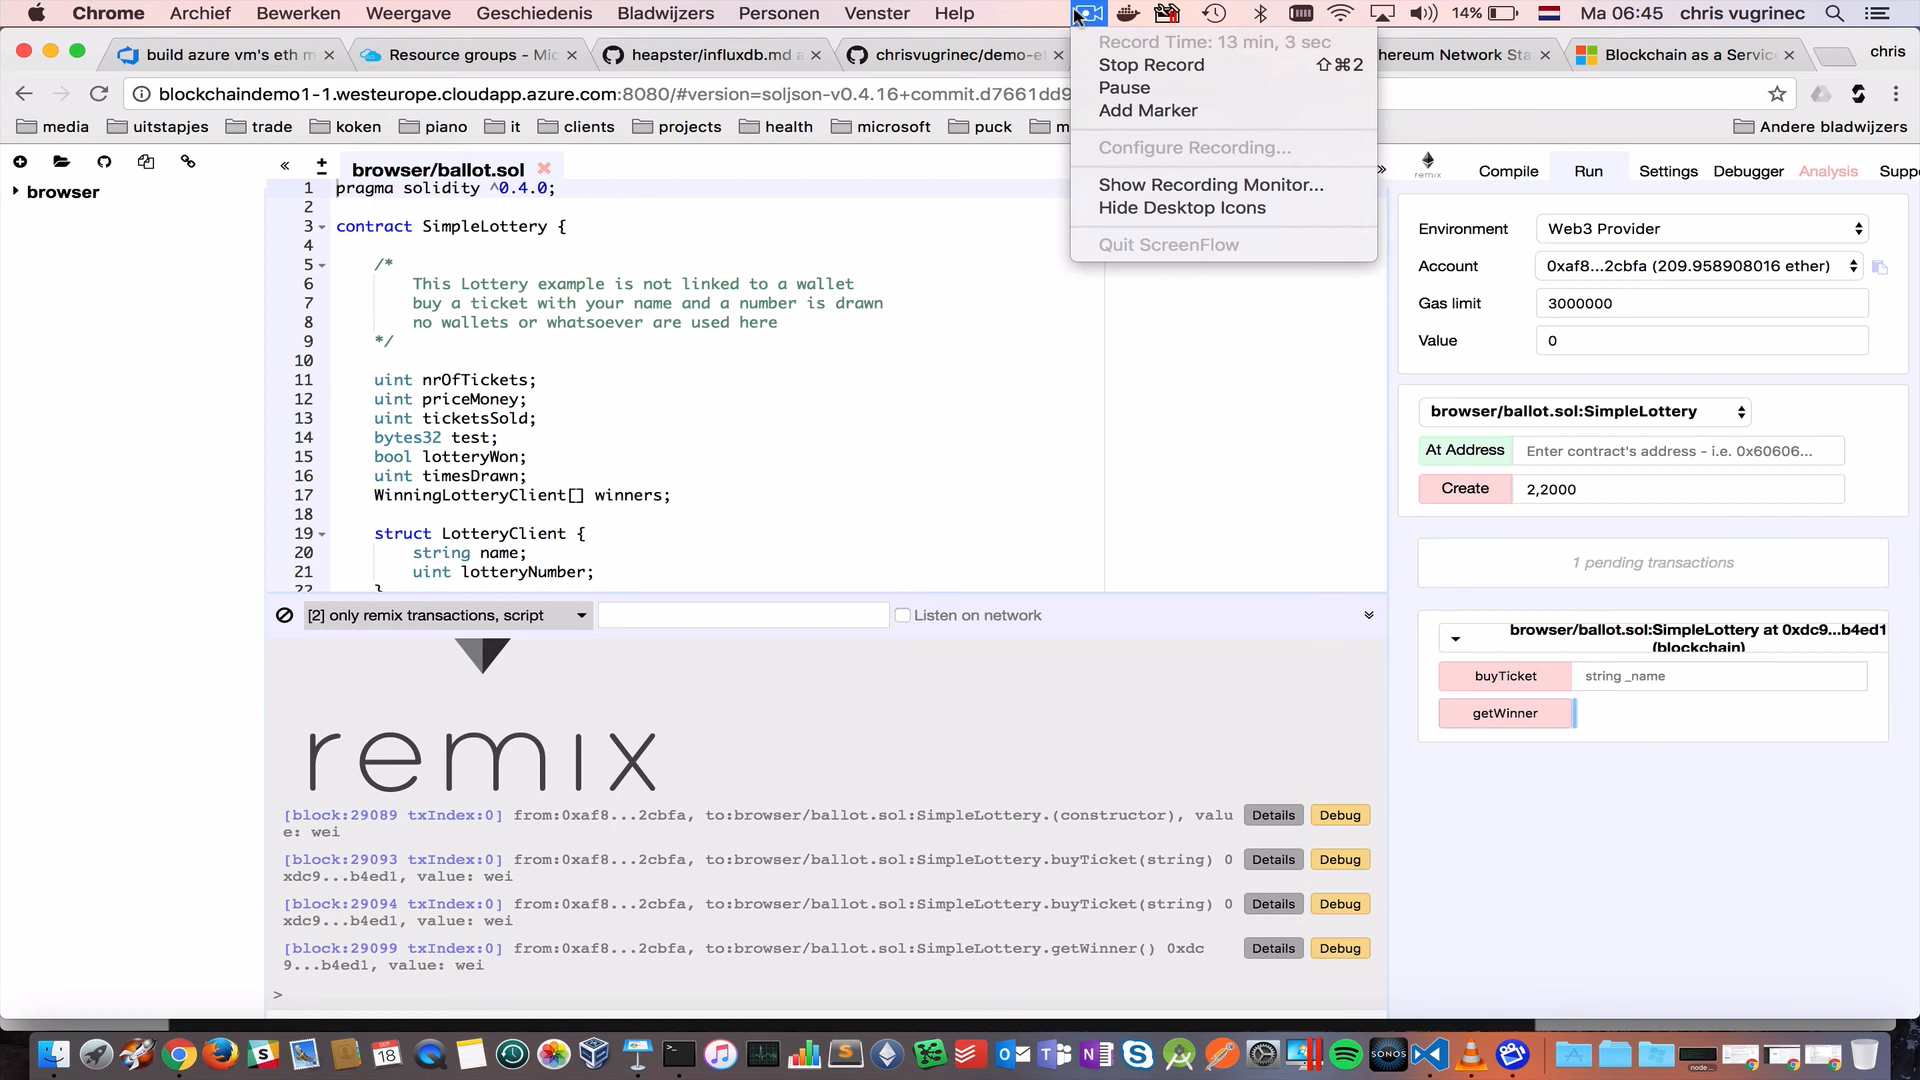 Chrome Archief Bewerken Weergave Geschiedenis Bladwijzers Personen Venster Help 14% Ma 06:45 chris vugrinec
Record Time: 13 min, 3 sec
Stop Record ⇧⌘2
Pause
Add Marker
Configure Recording...
Show Recording Monitor...
Hide Desktop Icons
Quit ScreenFlow
build azure vm's eth m Resource groups - Mic heapster/influxdb.md a chrisvugrinec/demo-et hereum Network Sta Blockchain as a Servic chris
blockchaindemo1-1.westeurope.cloudapp.azure.com:8080/#version=soljson-v0.4.16+commit.d7661dd9
media uitstapjes trade koken piano it clients projects health microsoft puck m Andere bladwijzers
browser
« browser/ballot.sol
1 pragma solidity ^0.4.0;
2
3 contract SimpleLottery {
4
5 /*
6 This Lottery example is not linked to a wallet
7 buy a ticket with your name and a number is drawn
8 no wallets or whatsoever are used here
9 */
10
11 uint nrOfTickets;
12 uint priceMoney;
13 uint ticketsSold;
14 bytes32 test;
15 bool lotteryWon;
16 uint timesDrawn;
17 WinningLotteryClient[] winners;
18
19 struct LotteryClient {
20 string name;
21 uint lotteryNumber;
22 }
[2] only remix transactions, script Listen on network
remix
[block:29089 txIndex:0] from:0xaf8...2cbfa, to:browser/ballot.sol:SimpleLottery.(constructor), valu
e: wei
Details Debug
[block:29093 txIndex:0] from:0xaf8...2cbfa, to:browser/ballot.sol:SimpleLottery.buyTicket(string) 0
xdc9...b4ed1, value: wei
Details Debug
[block:29094 txIndex:0] from:0xaf8...2cbfa, to:browser/ballot.sol:SimpleLottery.buyTicket(string) 0
xdc9...b4ed1, value: wei
Details Debug
[block:29099 txIndex:0] from:0xaf8...2cbfa, to:browser/ballot.sol:SimpleLottery.getWinner() 0xdc
9...b4ed1, value: wei
Details Debug
>
» remix Compile Run Settings Debugger Analysis Suppo
Environment Web3 Provider
Account 0xaf8...2cbfa (209.958908016 ether)
Gas limit 3000000
Value 0
browser/ballot.sol:SimpleLottery
At Address Enter contract's address - i.e. 0x60606...
Create 2,2000
1 pending transactions
browser/ballot.sol:SimpleLottery at 0xdc9...b4ed1
(blockchain)
buyTicket string _name
getWinner
SEP
18
SONOS